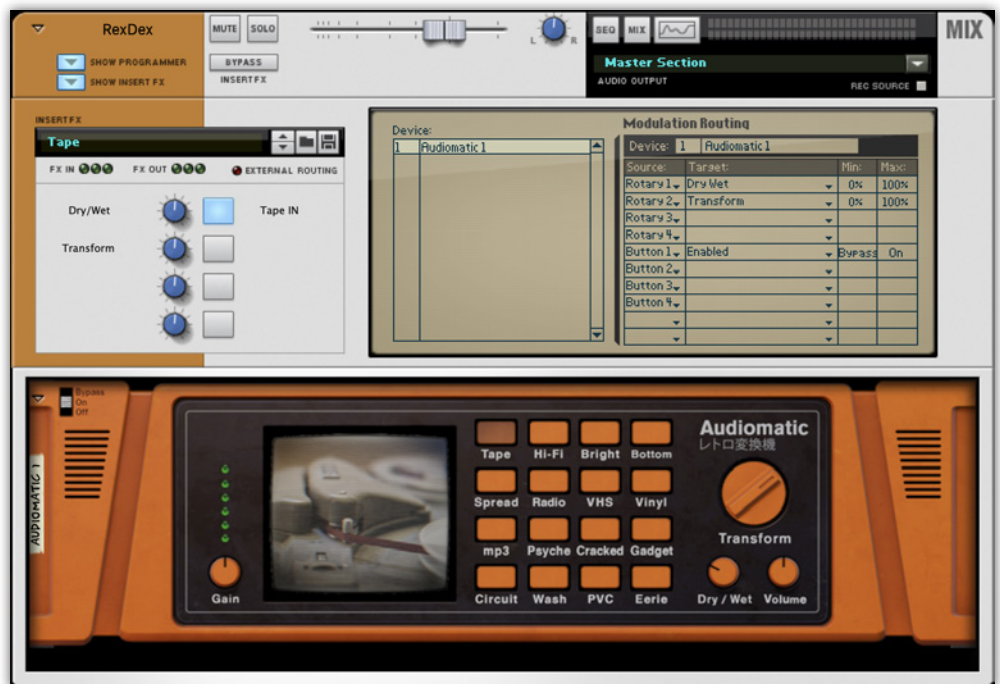 RexDex
MUTE
SOLO
L
R
SEQ
MIX
MIX
SHOW PROGRAMMER
SHOW INSERT FX
BYPASS
INSERT FX
Master Section
AUDIO OUTPUT
REC SOURCE
INSERT FX
Tape
FX IN
FX OUT
EXTERNAL ROUTING
Dry/Wet
Tape IN
Transform
Device:
1 Audiomatic 1
Modulation Routing
Device: 1 Audiomatic 1
Source: Target: Min: Max:
Rotary 1 Dry Wet 0% 100%
Rotary 2 Transform 0% 100%
Rotary 3
Rotary 4
Button 1 Enabled Bypass On
Button 2
Button 3
Button 4
Bypass
On
Off
AUDIOMATIC 1
Gain
Tape Hi-Fi Bright Bottom
Spread Radio VHS Vinyl
mp3 Psyche Cracked Gadget
Circuit Wash PVC Eerie
Audiomatic
レトロ変換機
Transform
Dry / Wet Volume